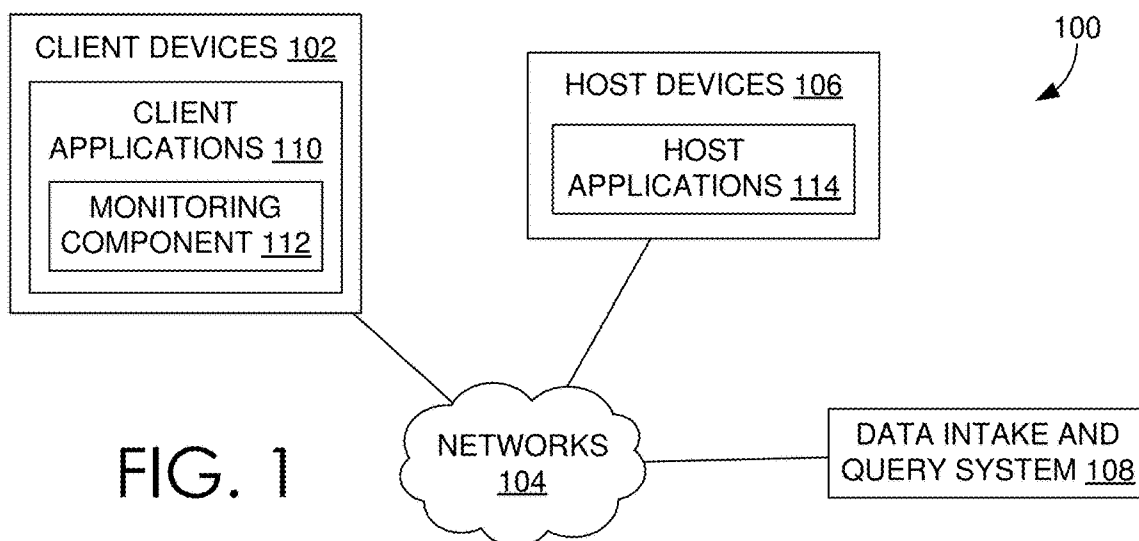 100
CLIENT DEVICES 102
CLIENT
APPLICATIONS 110
MONITORING
COMPONENT 112
HOST DEVICES 106
HOST
APPLICATIONS 114
NETWORKS
104
DATA INTAKE AND
QUERY SYSTEM 108
FIG. 1